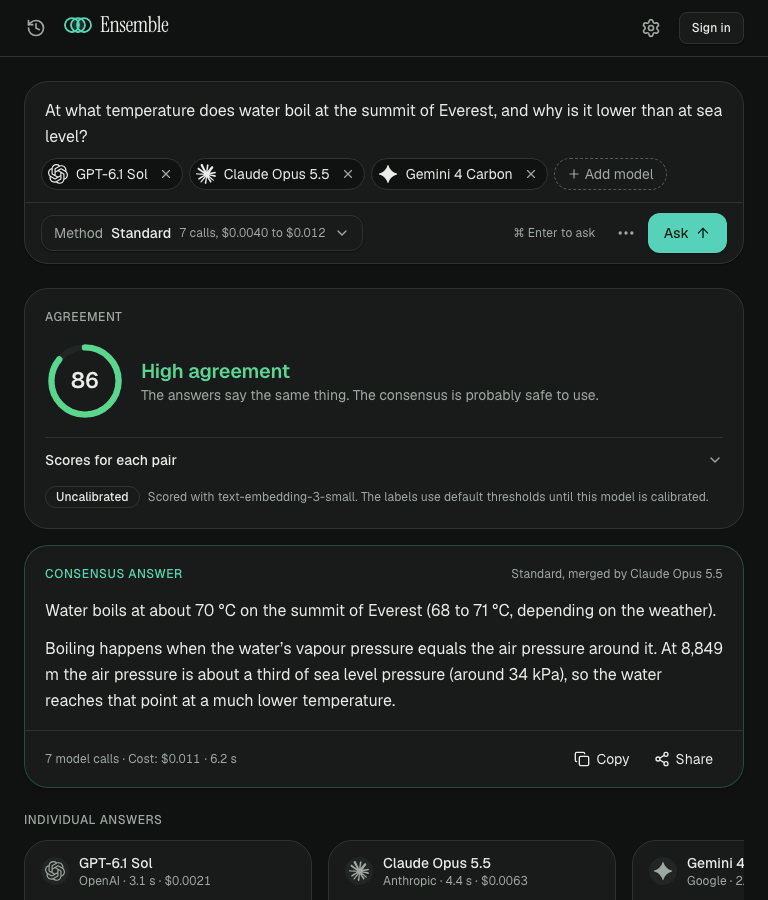 Ensemble
Sign in
At what temperature does water boil at the summit of Everest, and why is it lower than at sea
level?
GPT-6.1 Sol
Claude Opus 5.5
Gemini 4 Carbon
+ Add model
Method Standard 7 calls, $0.0040 to $0.012
⌘ Enter to ask
Ask
AGREEMENT
86
High agreement
The answers say the same thing. The consensus is probably safe to use.
Scores for each pair
Uncalibrated
Scored with text-embedding-3-small. The labels use default thresholds until this model is calibrated.
CONSENSUS ANSWER
Standard, merged by Claude Opus 5.5
Water boils at about 70 °C on the summit of Everest (68 to 71 °C, depending on the weather).
Boiling happens when the water’s vapour pressure equals the air pressure around it. At 8,849
m the air pressure is about a third of sea level pressure (around 34 kPa), so the water
reaches that point at a much lower temperature.
7 model calls · Cost: $0.011 · 6.2 s
Copy
Share
INDIVIDUAL ANSWERS
GPT-6.1 Sol
OpenAI · 3.1 s · $0.0021
Claude Opus 5.5
Anthropic · 4.4 s · $0.0063
Gemini 4
Google · 2.